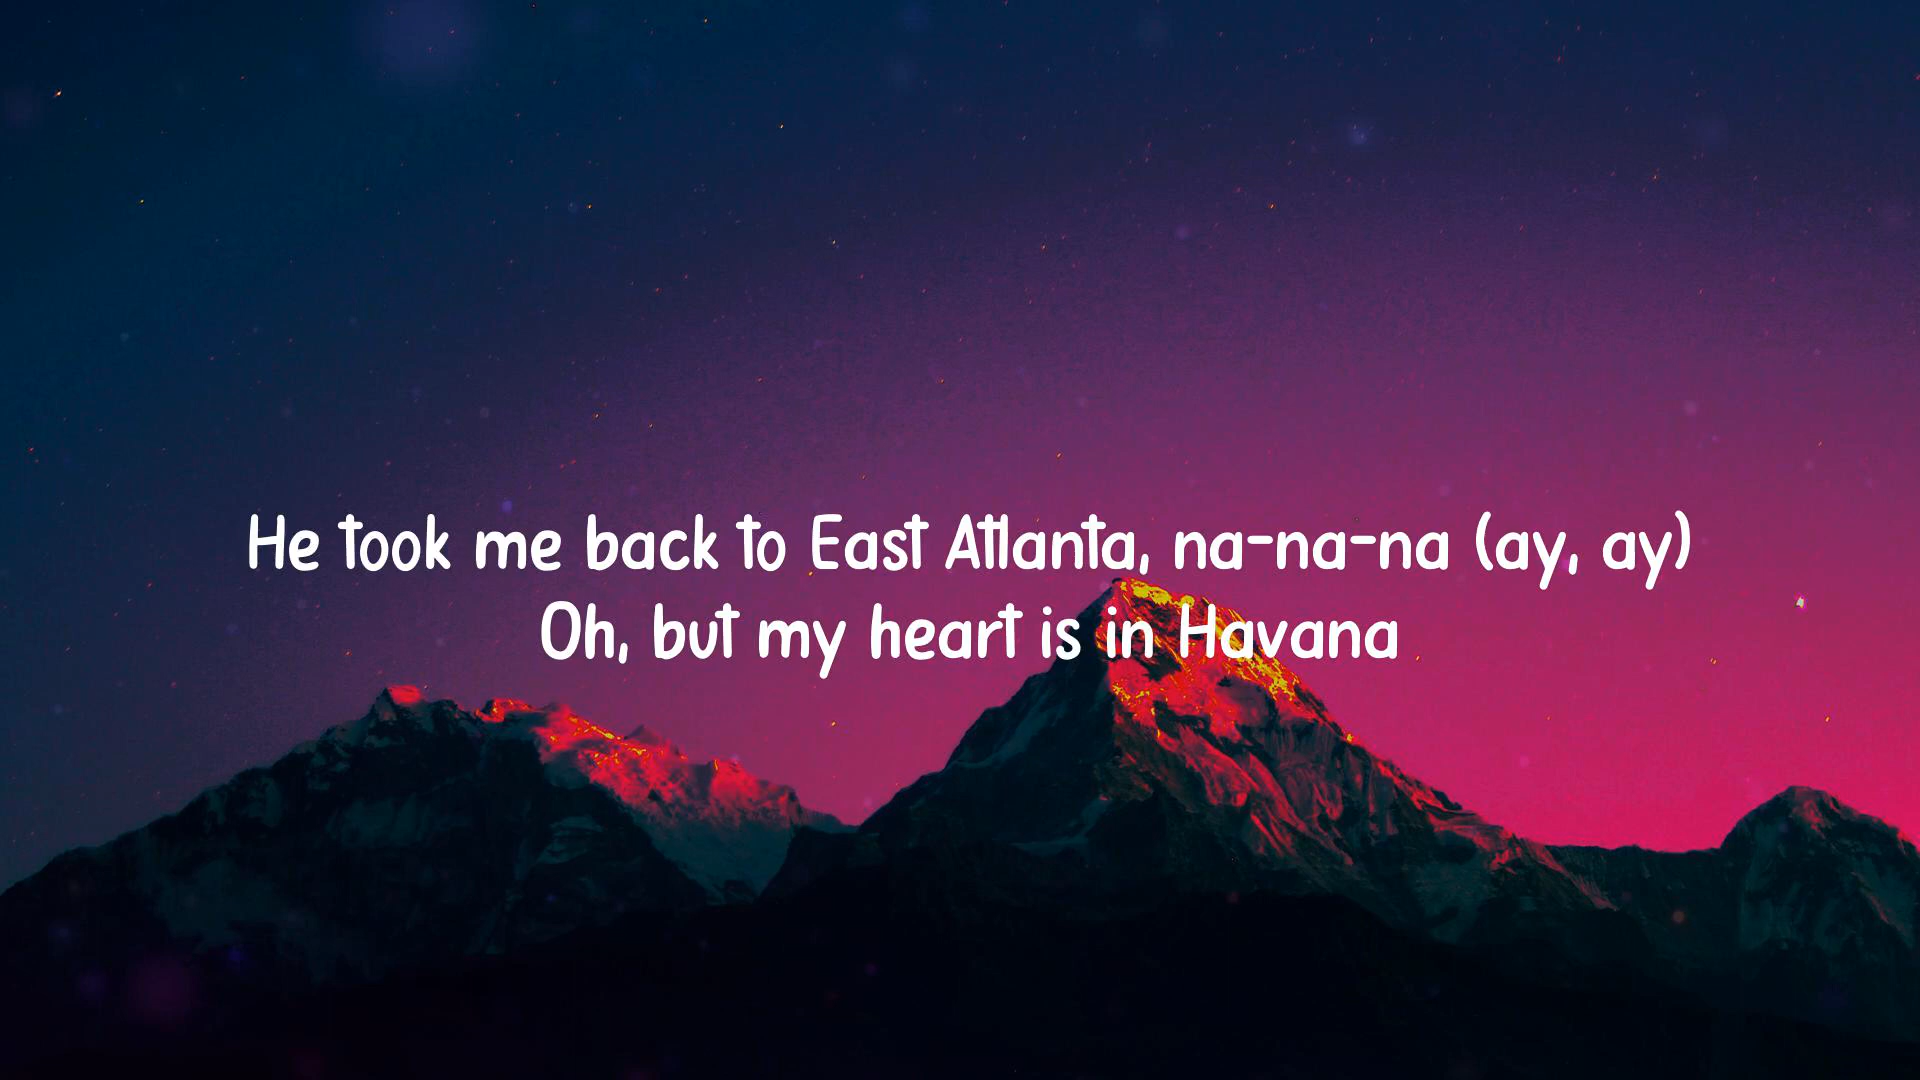 He took me back to East Atlanta, na-na-na (ay, ay)
Oh, but my heart is in Havana